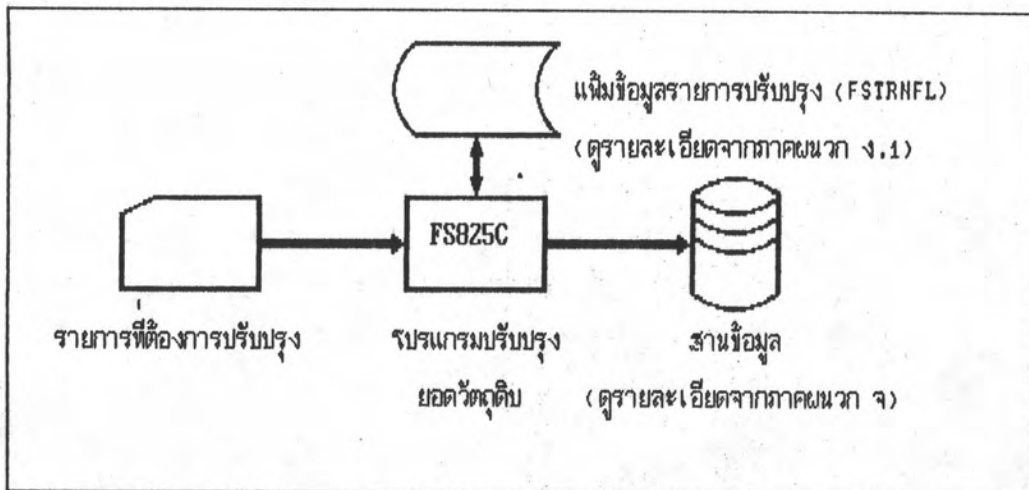 แฟ้มข้อมูลรายการปรับปรุง (FSTRNFL)
(ดูรายละเอียดจากภาคผนวก ง.1)
FS825C
รายการที่ต้องการปรับปรุง
โปรแกรมปรับปรุง
ยอดวัตถุดิบ
ฐานข้อมูล
(ดูรายละเอียดจากภาคผนวก จ)